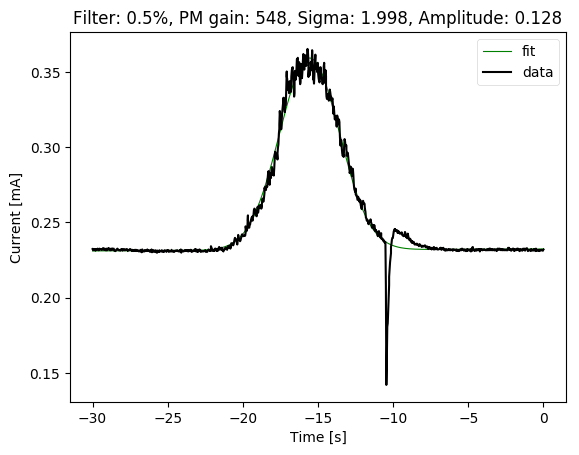 Filter: 0.5%, PM gain: 548, Sigma: 1.998, Amplitude: 0.128
fit
data
0.35
0.30
0.25
0.20
0.15
Current [mA]
−30
−25
−20
−15
−10
−5
0
Time [s]